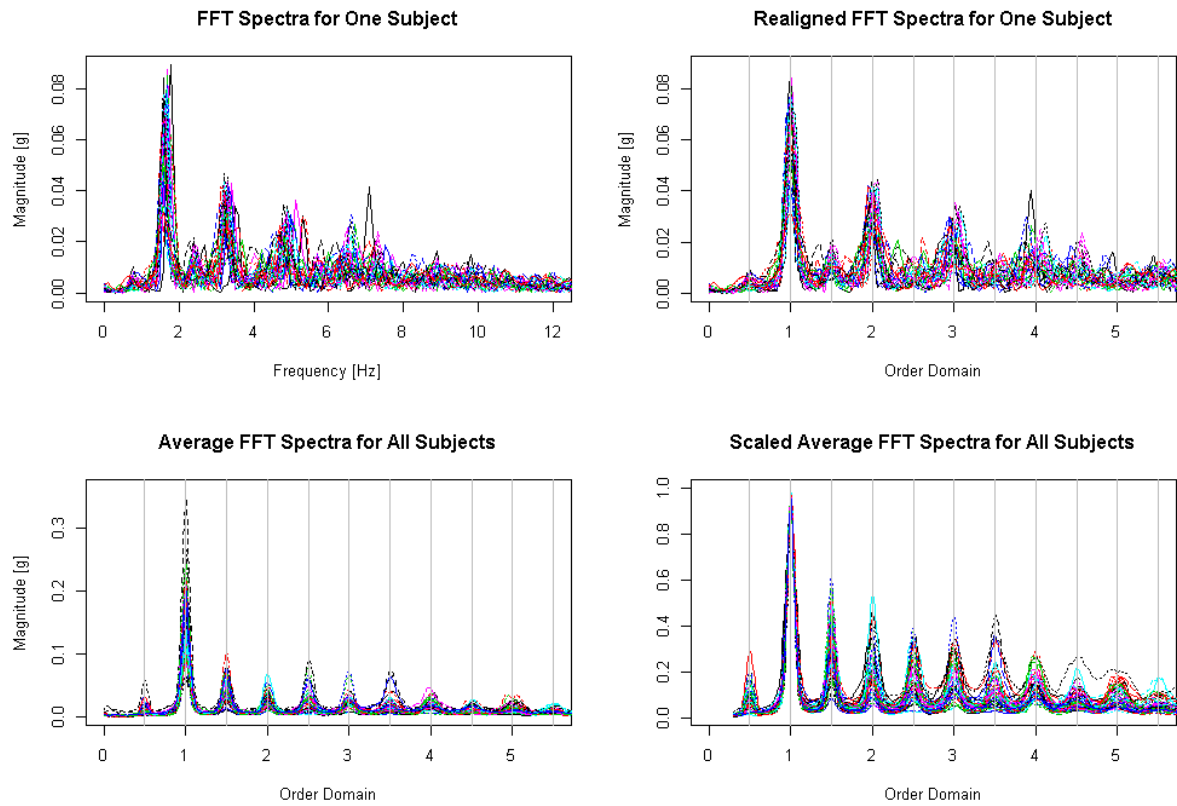 FFT Spectra for One Subject
Magnitude [g]
0.00 0.02 0.04 0.06 0.08
0 2 4 6 8 10 12
Frequency [Hz]
Realigned FFT Spectra for One Subject
Magnitude [g]
0.00 0.02 0.04 0.06 0.08
0 1 2 3 4 5
Order Domain
Average FFT Spectra for All Subjects
Magnitude [g]
0.0 0.1 0.2 0.3
0 1 2 3 4 5
Order Domain
Scaled Average FFT Spectra for All Subjects
0.0 0.2 0.4 0.6 0.8 1.0
0 1 2 3 4 5
Order Domain